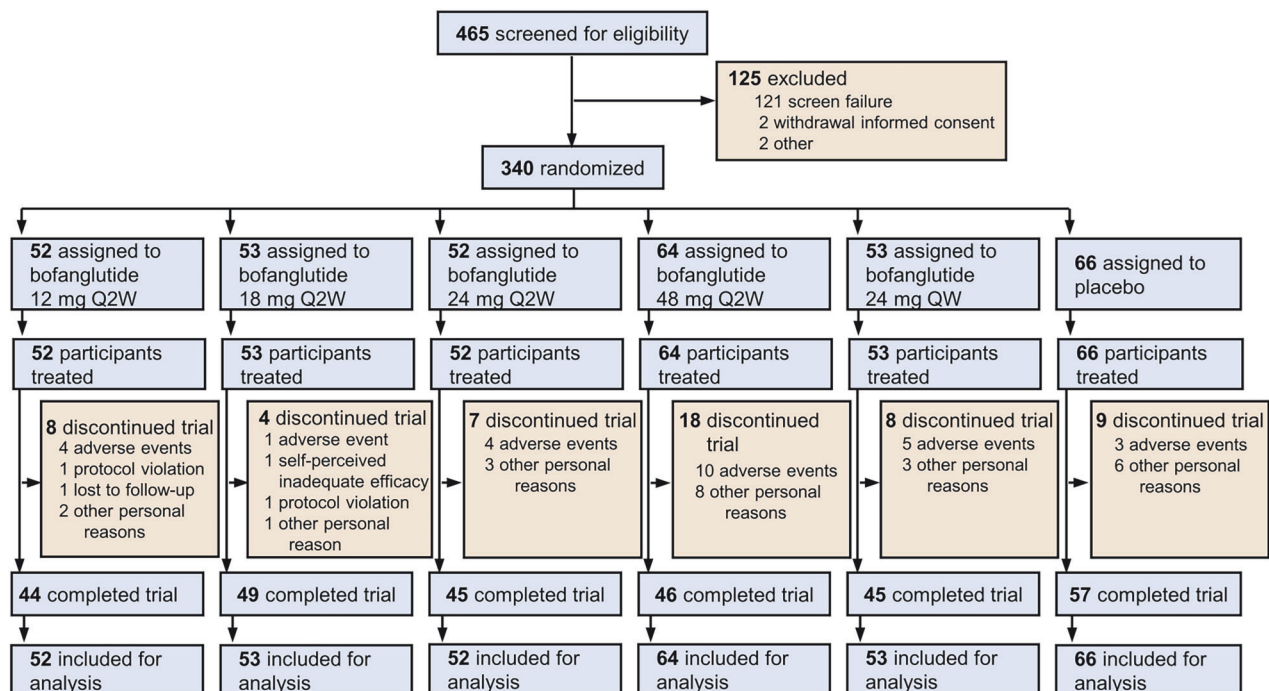 465 screened for eligibility
125 excluded
121 screen failure
2 withdrawal informed consent
2 other
340 randomized
52 assigned to
bofanglutide
12 mg Q2W
53 assigned to
bofanglutide
18 mg Q2W
52 assigned to
bofanglutide
24 mg Q2W
64 assigned to
bofanglutide
48 mg Q2W
53 assigned to
bofanglutide
24 mg QW
66 assigned to
placebo
52 participants
treated
53 participants
treated
52 participants
treated
64 participants
treated
53 participants
treated
66 participants
treated
8 discontinued trial
4 adverse events
1 protocol violation
1 lost to follow-up
2 other personal
reasons
4 discontinued trial
1 adverse event
1 self-perceived
inadequate efficacy
1 protocol violation
1 other personal
reason
7 discontinued trial
4 adverse events
3 other personal
reasons
18 discontinued
trial
10 adverse events
8 other personal
reasons
8 discontinued trial
5 adverse events
3 other personal
reasons
9 discontinued trial
3 adverse events
6 other personal
reasons
44 completed trial
49 completed trial
45 completed trial
46 completed trial
45 completed trial
57 completed trial
52 included for
analysis
53 included for
analysis
52 included for
analysis
64 included for
analysis
53 included for
analysis
66 included for
analysis